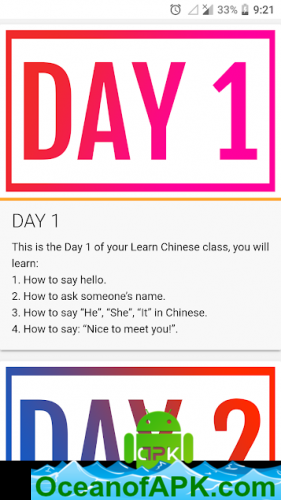 33% 9:21
DAY 1
DAY 1
This is the Day 1 of your Learn Chinese class, you will
learn:
1. How to say hello.
2. How to ask someone's name.
3. How to say “He”, “She”, “It” in Chinese.
4. How to say: “Nice to meet you!”.
DAY 2
APK
OceanofAPK.com